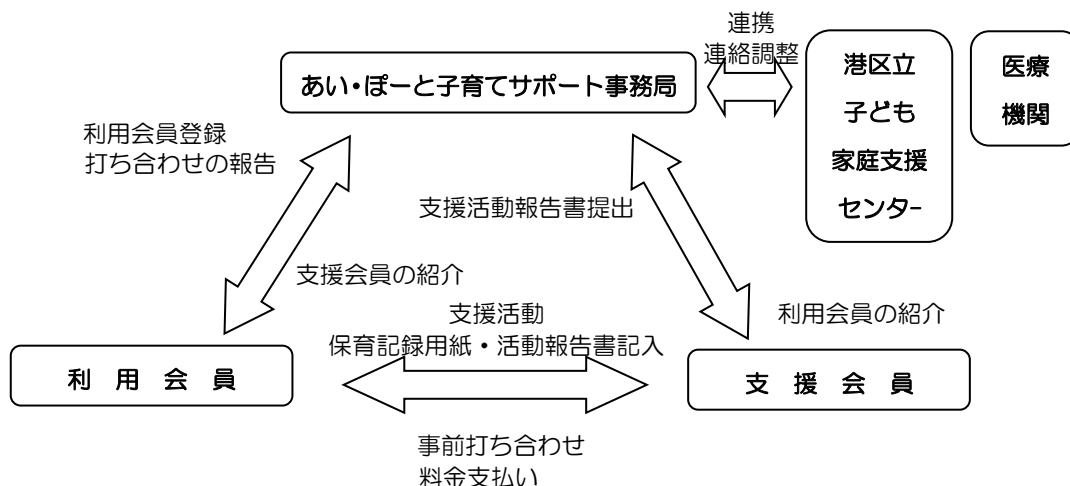 連携
連絡調整
あい・ぽーと子育てサポート事務局
港区立
子ども
家庭支援
センター
医療
機関
利用会員登録
打ち合わせの報告
支援活動報告書提出
支援会員の紹介
利用会員の紹介
支援活動
保育記録用紙・活動報告書記入
利 用 会 員
支 援 会 員
事前打ち合わせ
料金支払い